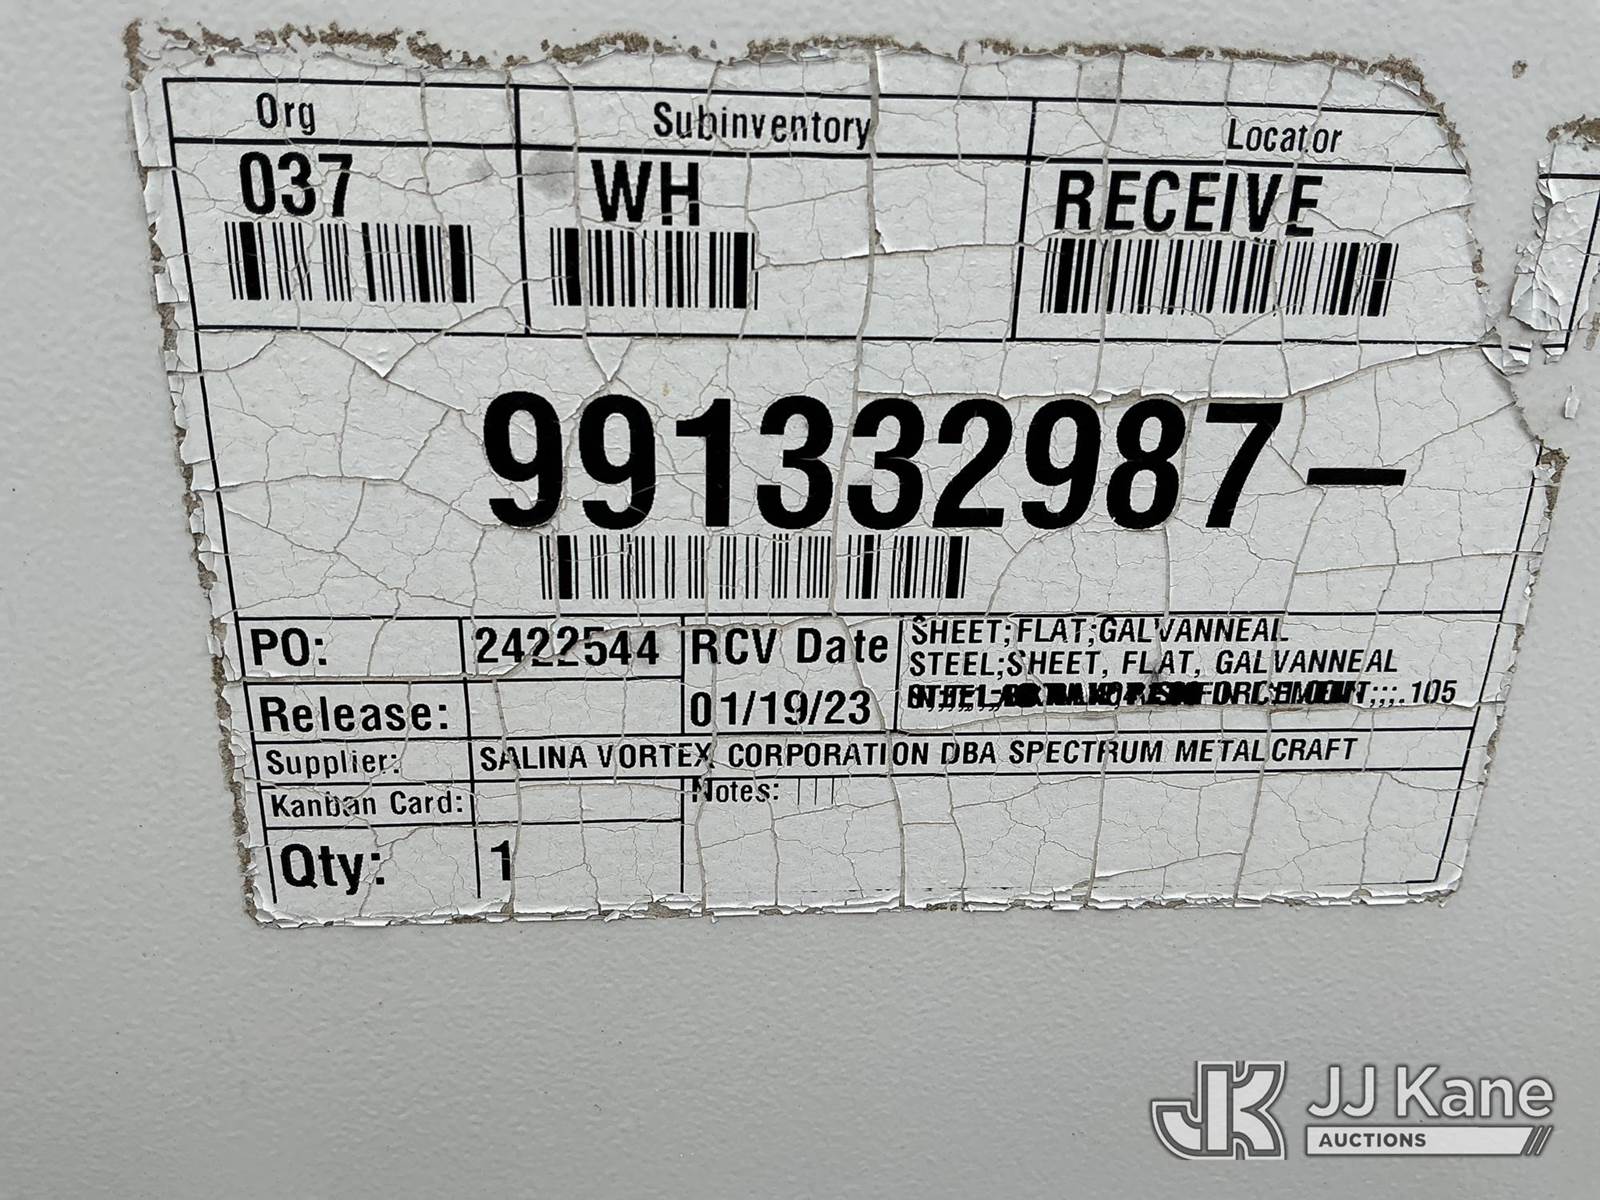 Org Subinventory Locator
037 WH RECEIVE
991332987-
PO: 2422544 RCV Date SHEET;FLAT;GALVANNEAL
STEEL;SHEET, FLAT, GALVANNEAL
Release: 01/19/23 ;;;.105
Supplier: SALINA VORTEX CORPORATION DBA SPECTRUM METALCRAFT
Kanban Card: Notes:
Qty: 1
JK JJ Kane
AUCTIONS